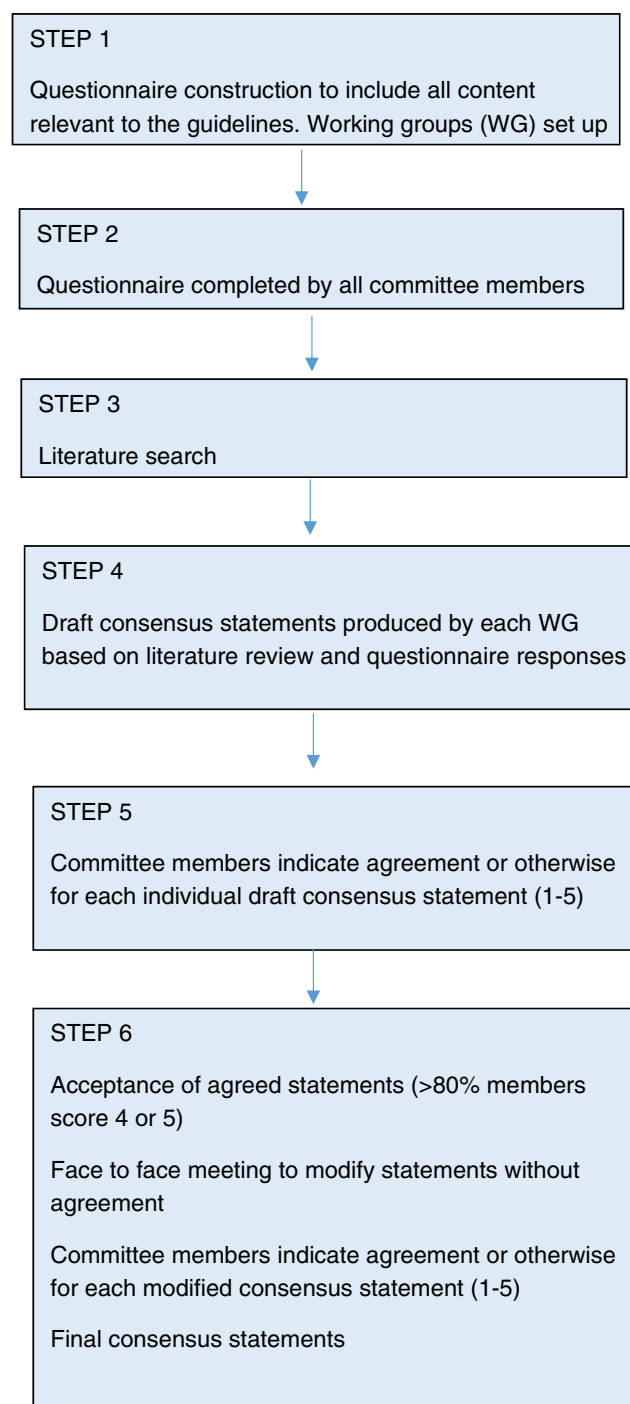 STEP 1
Questionnaire construction to include all content
relevant to the guidelines. Working groups (WG) set up
STEP 2
Questionnaire completed by all committee members
STEP 3
Literature search
STEP 4
Draft consensus statements produced by each WG
based on literature review and questionnaire responses
STEP 5
Committee members indicate agreement or otherwise
for each individual draft consensus statement (1-5)
STEP 6
Acceptance of agreed statements (>80% members
score 4 or 5)
Face to face meeting to modify statements without
agreement
Committee members indicate agreement or otherwise
for each modified consensus statement (1-5)
Final consensus statements